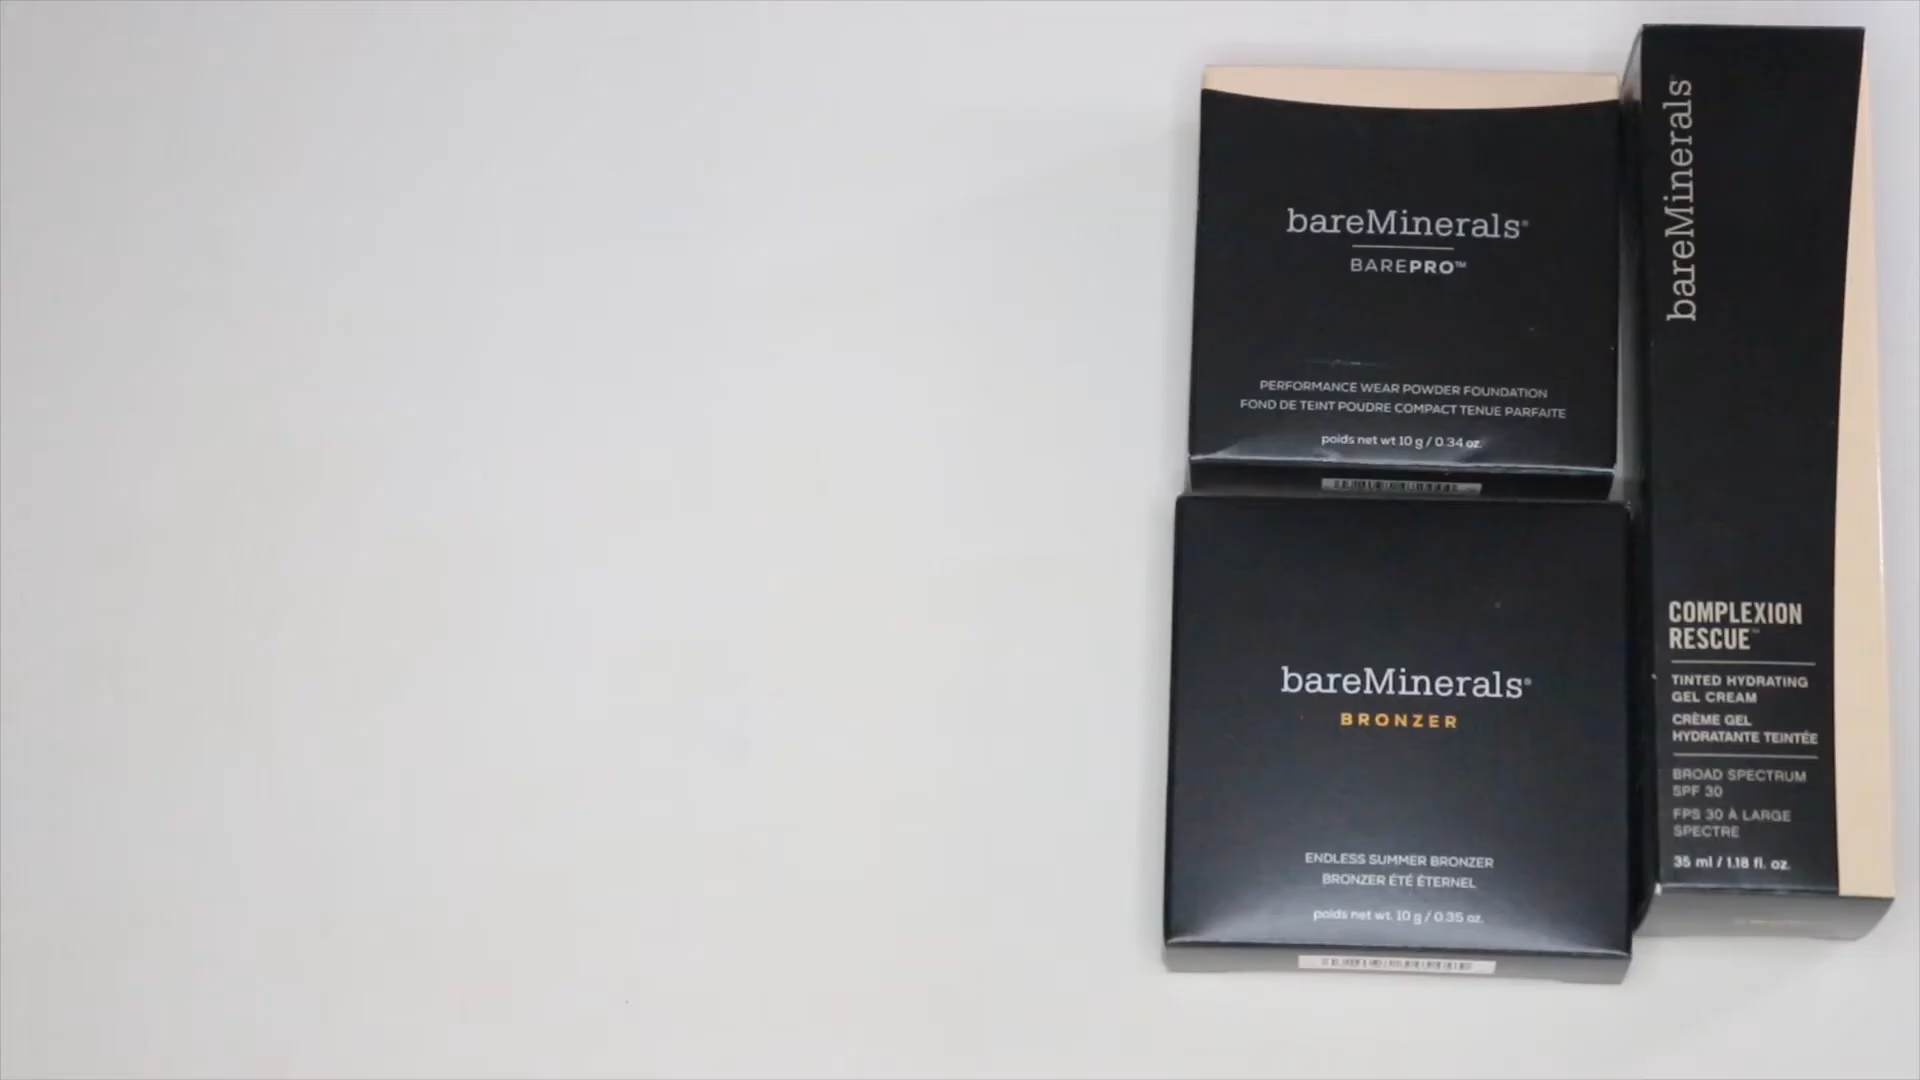 bareMinerals®
BAREPRO™
PERFORMANCE WEAR POWDER FOUNDATION
FOND DE TEINT POUDRE COMPACT TENUE PARFAITE
poids net wt 10 g / 0.34 oz.
bareMinerals®
BRONZER
ENDLESS SUMMER BRONZER
BRONZER ÉTÉ ÉTERNEL
poids net wt. 10 g / 0.35 oz.
bareMinerals®
COMPLEXION
RESCUE™
TINTED HYDRATING
GEL CREAM
CRÈME GEL
HYDRATANTE TEINTÉE
BROAD SPECTRUM
SPF 30
FPS 30 À LARGE
SPECTRE
35 ml / 1.18 fl. oz.